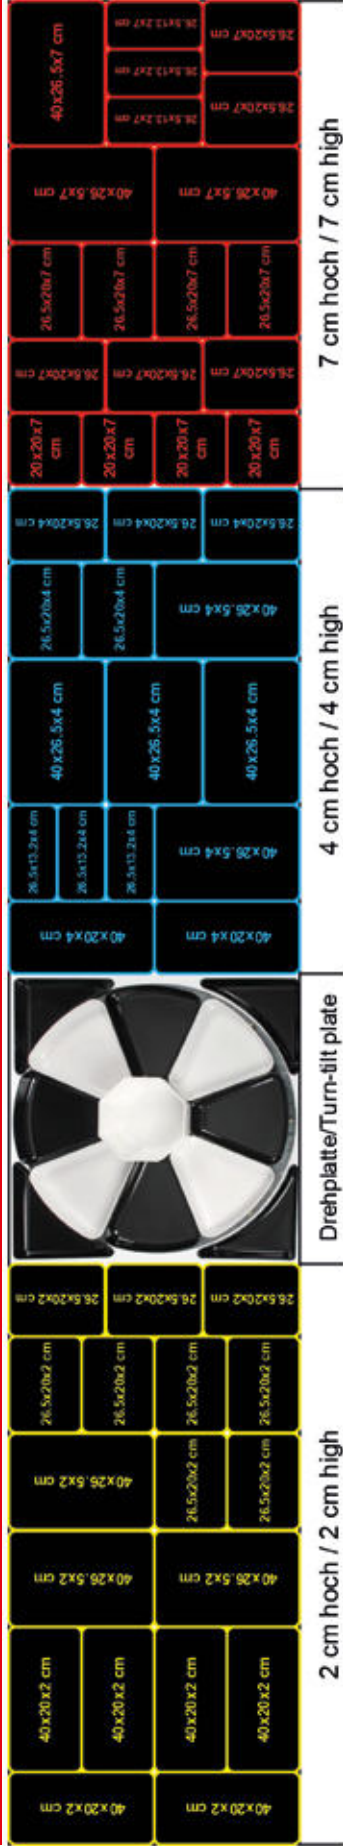 40x26.5x7 cm
26.5x13.2x7 cm
26.5x13.2x7 cm
26.5x13.2x7 cm
26.5x20x7 cm
26.5x20x7 cm
40x26.5x7 cm
40x26.5x7 cm
26.5x20x7 cm
26.5x20x7 cm
26.5x20x7 cm
26.5x20x7 cm
26.5x20x7 cm
26.5x20x7 cm
26.5x20x7 cm
20x20x7
cm
20x20x7
cm
20x20x7
cm
20x20x7
cm
7 cm hoch / 7 cm high
26.5x20x4 cm
26.5x20x4 cm
26.5x20x4 cm
26.5x20x4 cm
26.5x20x4 cm
40x26.5x4 cm
40x26.5x4 cm
40x26.5x4 cm
40x26.5x4 cm
26.5x13.2x4 cm
26.5x13.2x4 cm
26.5x13.2x4 cm
40x26.5x4 cm
40x20x4 cm
40x20x4 cm
4 cm hoch / 4 cm high
Drehplatte/Turn-tilt plate
26.5x20x2 cm
26.5x20x2 cm
26.5x20x2 cm
26.5x20x2 cm
26.5x20x2 cm
26.5x20x2 cm
26.5x20x2 cm
40x26.5x2 cm
26.5x20x2 cm
26.5x20x2 cm
40x26.5x2 cm
40x26.5x2 cm
40x20x2 cm
40x20x2 cm
40x20x2 cm
40x20x2 cm
40x20x2 cm
40x20x2 cm
2 cm hoch / 2 cm high